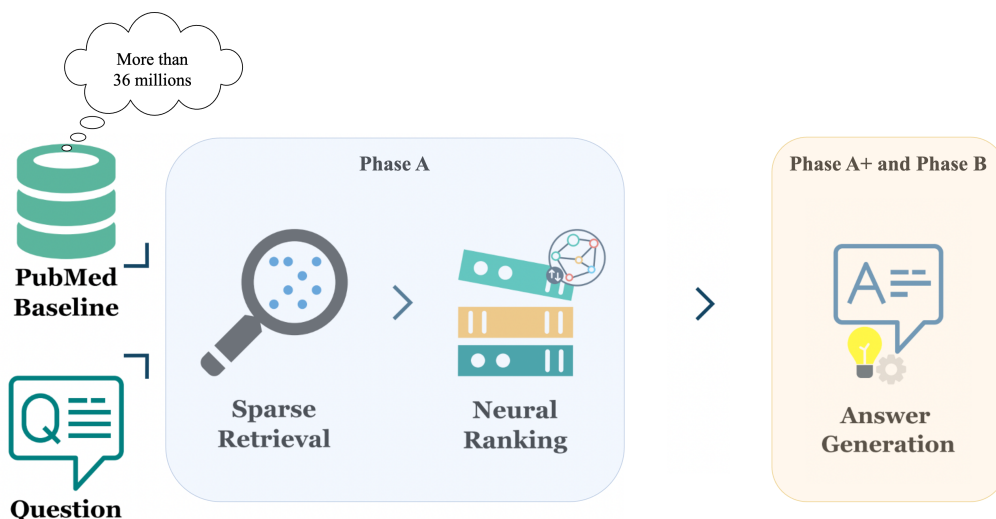 More than
36 millions
PubMed
Baseline
Q
Question
Phase A
Sparse
Retrieval
Neural
Ranking
Phase A+ and Phase B
A
Answer
Generation